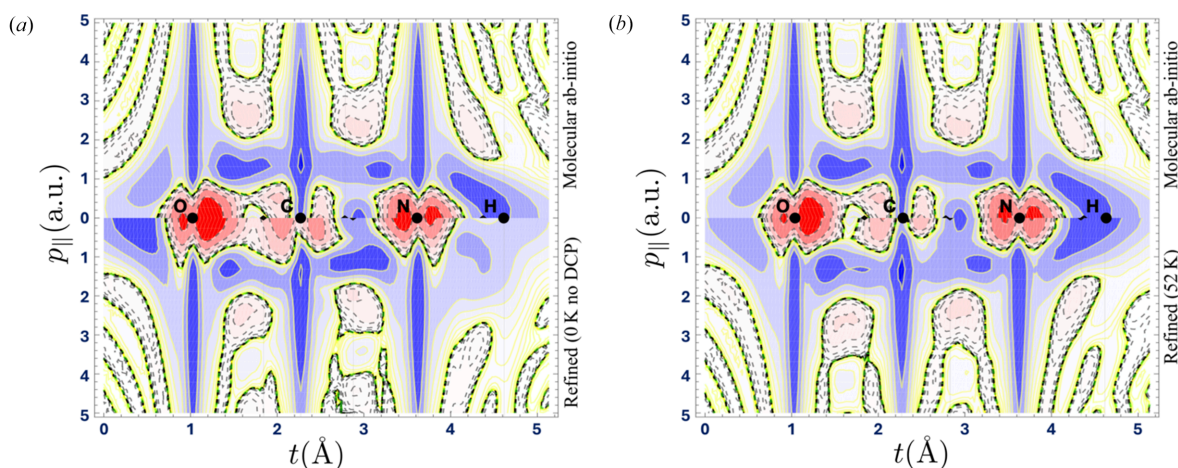 (a)
5
4
3
2
1
0
1
2
3
4
5
p∥(a.u.)
O
C
N
H
Molecular ab-mitio
Refined (0 K no DCP)
0
1
2
3
4
5
t(Å)
(b)
5
4
3
2
1
0
1
2
3
4
5
p∥(a.u.)
O
C
N
H
Molecular ab-mitio
Refined (52 K)
0
1
2
3
4
5
t(Å)